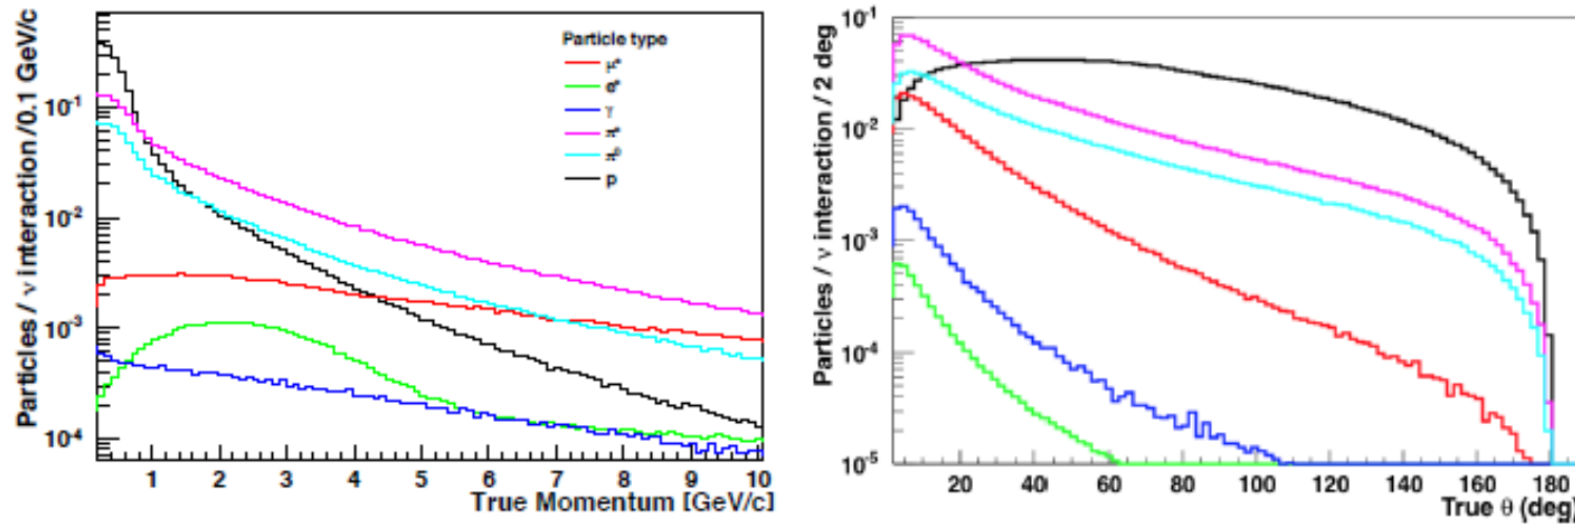 Particles / ν interaction /0.1 GeV/c
10⁻¹
10⁻²
10⁻³
10⁻⁴
Particle type
γ
p
1 2 3 4 5 6 7 8 9 10
True Momentum [GeV/c]
Particles / ν interaction / 2 deg
10⁻¹
10⁻²
10⁻³
10⁻⁴
10⁻⁵
20 40 60 80 100 120 140 160 180
True θ (deg)